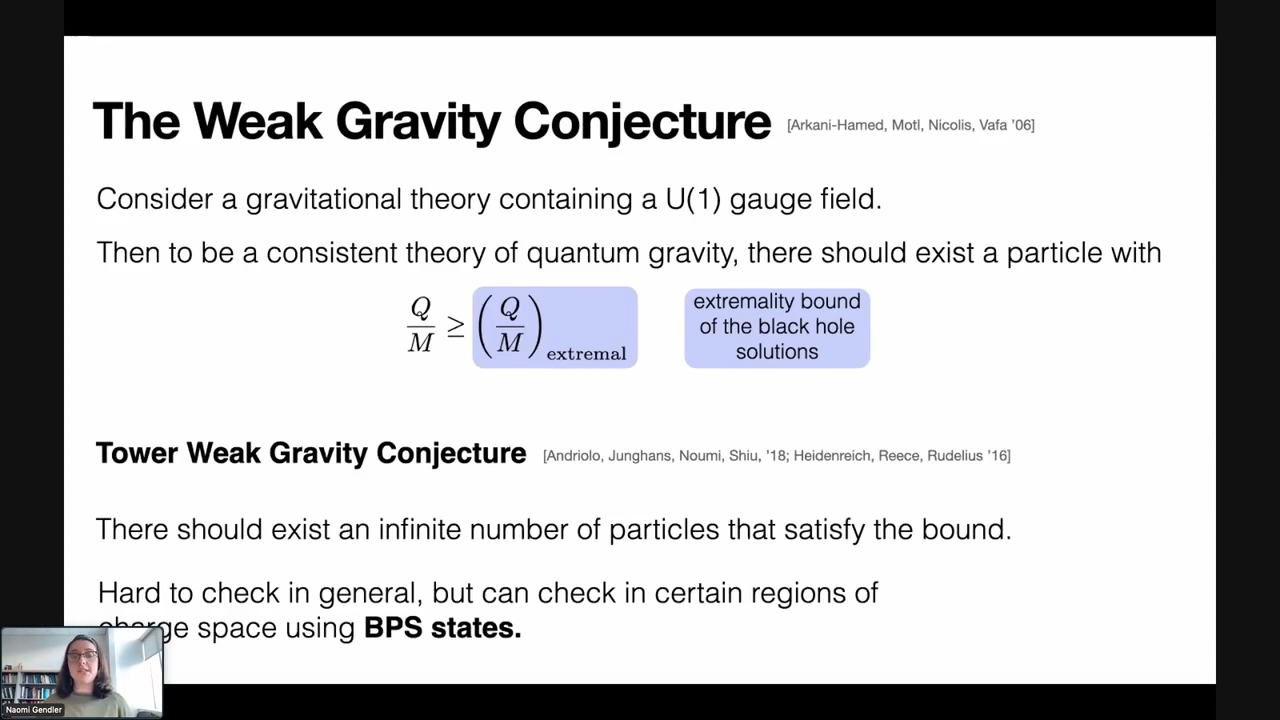 The Weak Gravity Conjecture [Arkani-Hamed, Motl, Nicolis, Vafa '06]
Consider a gravitational theory containing a U(1) gauge field.
Then to be a consistent theory of quantum gravity, there should exist a particle with
Q/M ≥ (Q/M)extremal
extremality bound
of the black hole
solutions
Tower Weak Gravity Conjecture [Andriolo, Junghans, Noumi, Shiu, '18; Heidenreich, Reece, Rudelius '16]
There should exist an infinite number of particles that satisfy the bound.
Hard to check in general, but can check in certain regions of
charge space using BPS states.
Naomi Gendler